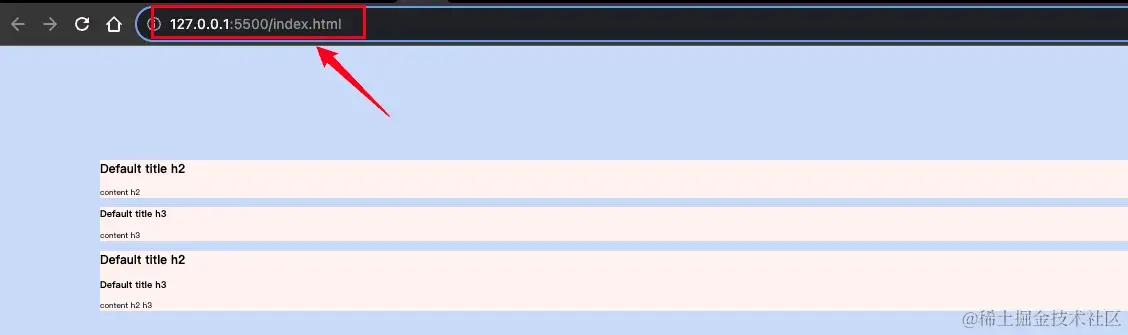 127.0.0.1:5500/index.html
Default title h2
content h2
Default title h3
content h3
Default title h2
Default title h3
content h2 h3
@稀土掘金技术社区